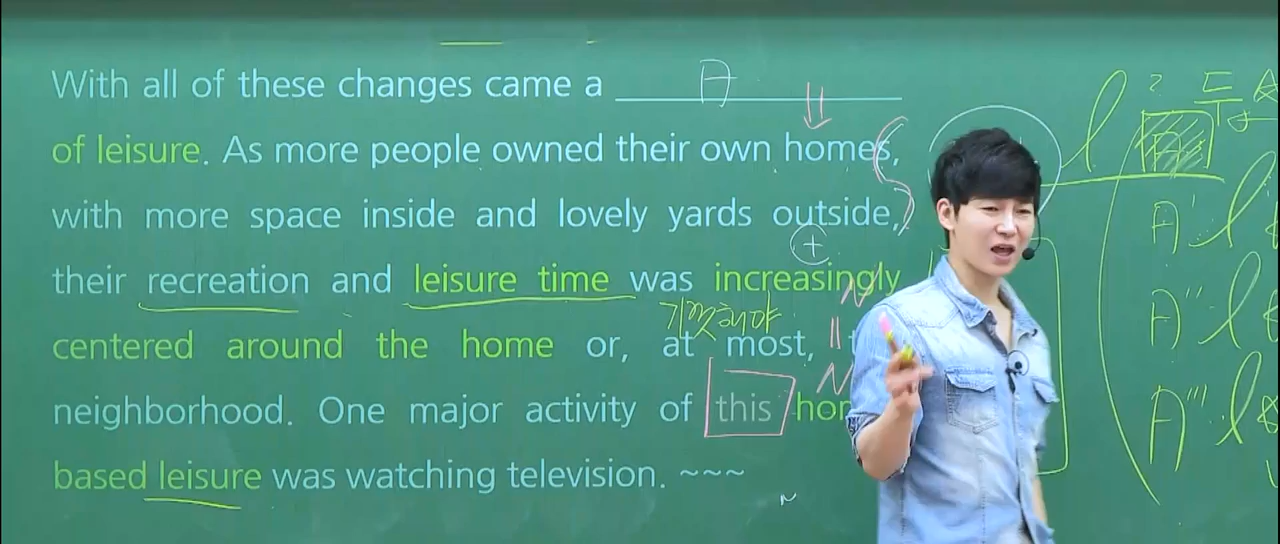 With all of these changes came a A
of leisure. As more people owned their own homes,
with more space inside and lovely yards outside,
their recreation and leisure time was increasingly
기껏해야
centered around the home or, at most,
neighborhood. One major activity of this
based leisure was watching television. ~~~
l A
A' l
A'' l
A''' l
N
N